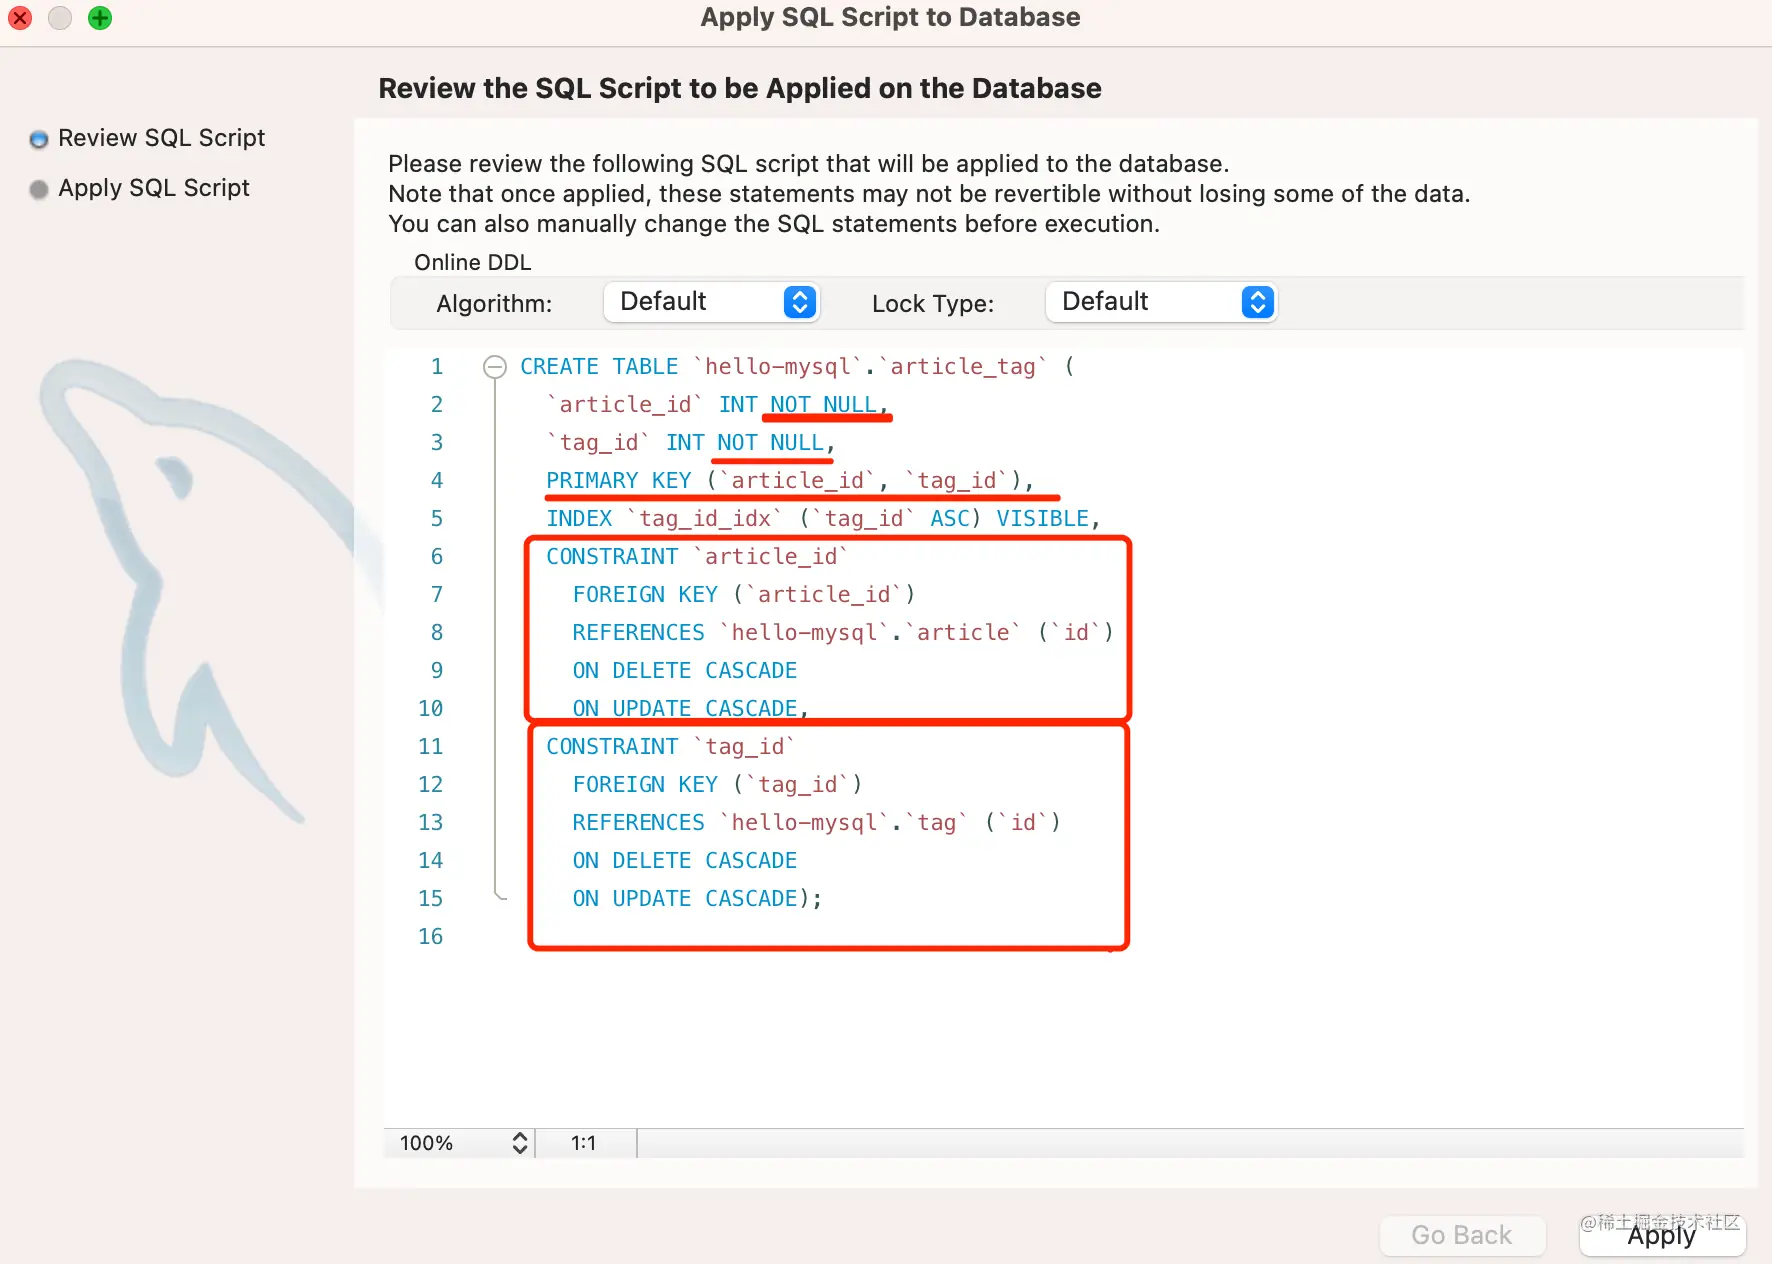 Apply SQL Script to Database
Review the SQL Script to be Applied on the Database
Review SQL Script
Apply SQL Script
Please review the following SQL script that will be applied to the database.
Note that once applied, these statements may not be revertible without losing some of the data.
You can also manually change the SQL statements before execution.
Online DDL
Algorithm: Default Lock Type: Default
1 CREATE TABLE `hello-mysql`.`article_tag` (
2 `article_id` INT NOT NULL,
3 `tag_id` INT NOT NULL,
4 PRIMARY KEY (`article_id`, `tag_id`),
5 INDEX `tag_id_idx` (`tag_id` ASC) VISIBLE,
6 CONSTRAINT `article_id`
7 FOREIGN KEY (`article_id`)
8 REFERENCES `hello-mysql`.`article` (`id`)
9 ON DELETE CASCADE
10 ON UPDATE CASCADE,
11 CONSTRAINT `tag_id`
12 FOREIGN KEY (`tag_id`)
13 REFERENCES `hello-mysql`.`tag` (`id`)
14 ON DELETE CASCADE
15 ON UPDATE CASCADE);
16
100% 1:1
@稀土掘金技术社区
Go Back Apply